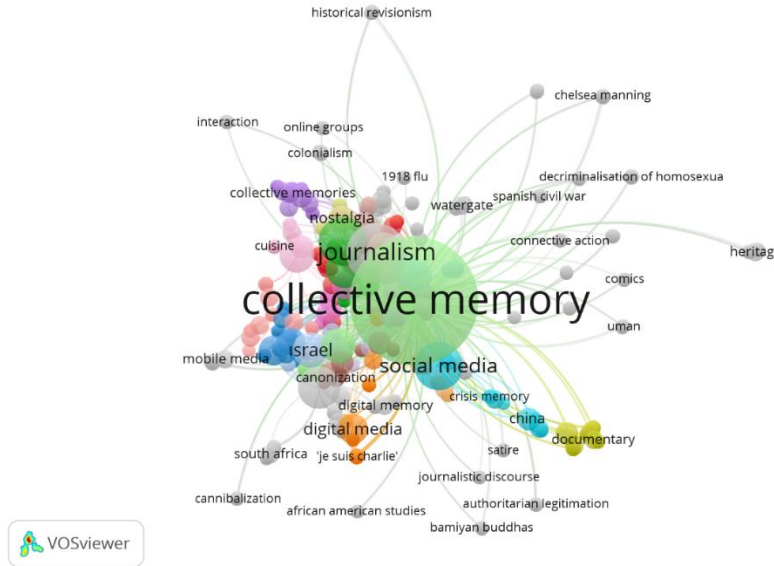 historical revisionism
chelsea manning
interaction
online groups
colonialism
1918 flu
decriminalisation of homosexua
collective memories
spanish civil war
watergate
nostalgia
connective action
cuisine
journalism
heritag
comics
collective memory
uman
israel
mobile media
social media
canonization
crisis memory
digital memory
china
digital media
documentary
satire
south africa
'je suis charlie'
journalistic discourse
cannibalization
authoritarian legitimation
african american studies
bamiyan buddhas
VOSviewer